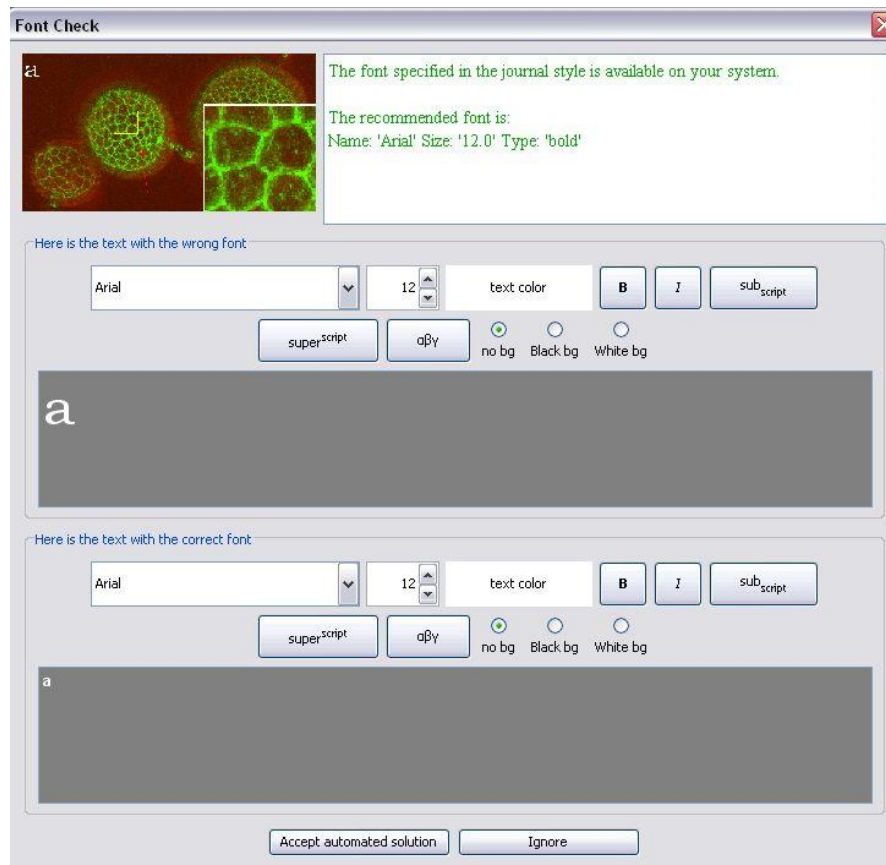 Font Check
a
The font specified in the journal style is available on your system.
The recommended font is:
Name: 'Arial' Size: '12.0' Type: 'bold'
Here is the text with the wrong font
Arial 12 text color B I subscript
superscript αβγ no bg Black bg White bg
a
Here is the text with the correct font
Arial 12 text color B I subscript
superscript αβγ no bg Black bg White bg
a
Accept automated solution Ignore